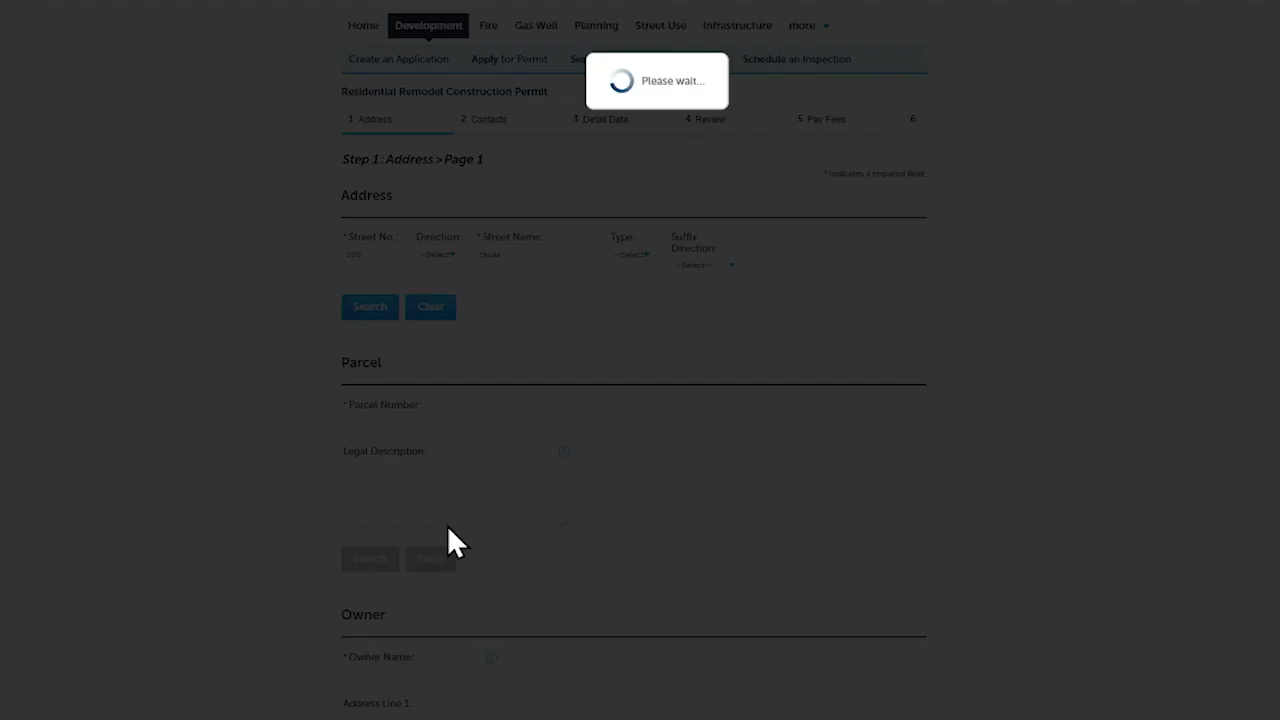 Home Development Fire Gas Well Planning Street Use Infrastructure more
Create an Application Apply for Permit Schedule an Inspection
Please wait...
Residential Remodel Construction Permit
1 Address 2 Contacts 3 Detail Data 4 Review 5 Pay Fees 6
Step 1: Address > Page 1
* indicates a required field.
Address
* Street No.: Direction: * Street Name: Type: Suffix Direction:
200 --Select-- --Select-- --Select--
Search Clear
Parcel
* Parcel Number:
Legal Description:
Search Clear
Owner
* Owner Name:
Address Line 1: